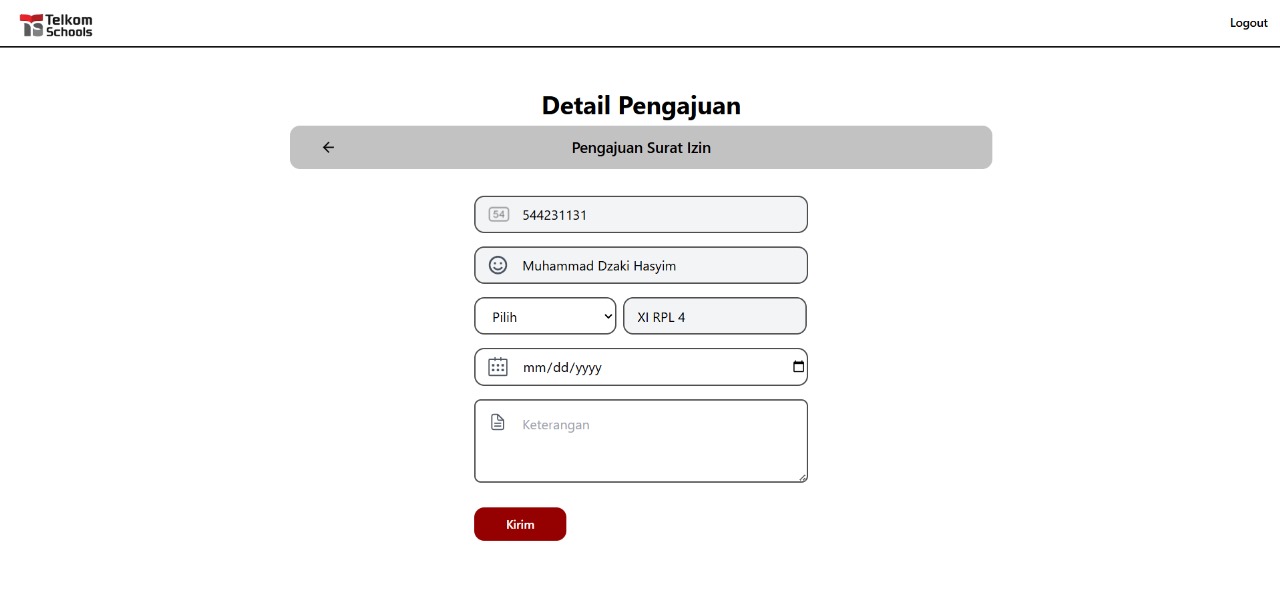 Telkom
Schools
Logout
Detail Pengajuan
Pengajuan Surat Izin
54 544231131
Muhammad Dzaki Hasyim
Pilih XI RPL 4
mm/dd/yyyy
Keterangan
Kirim